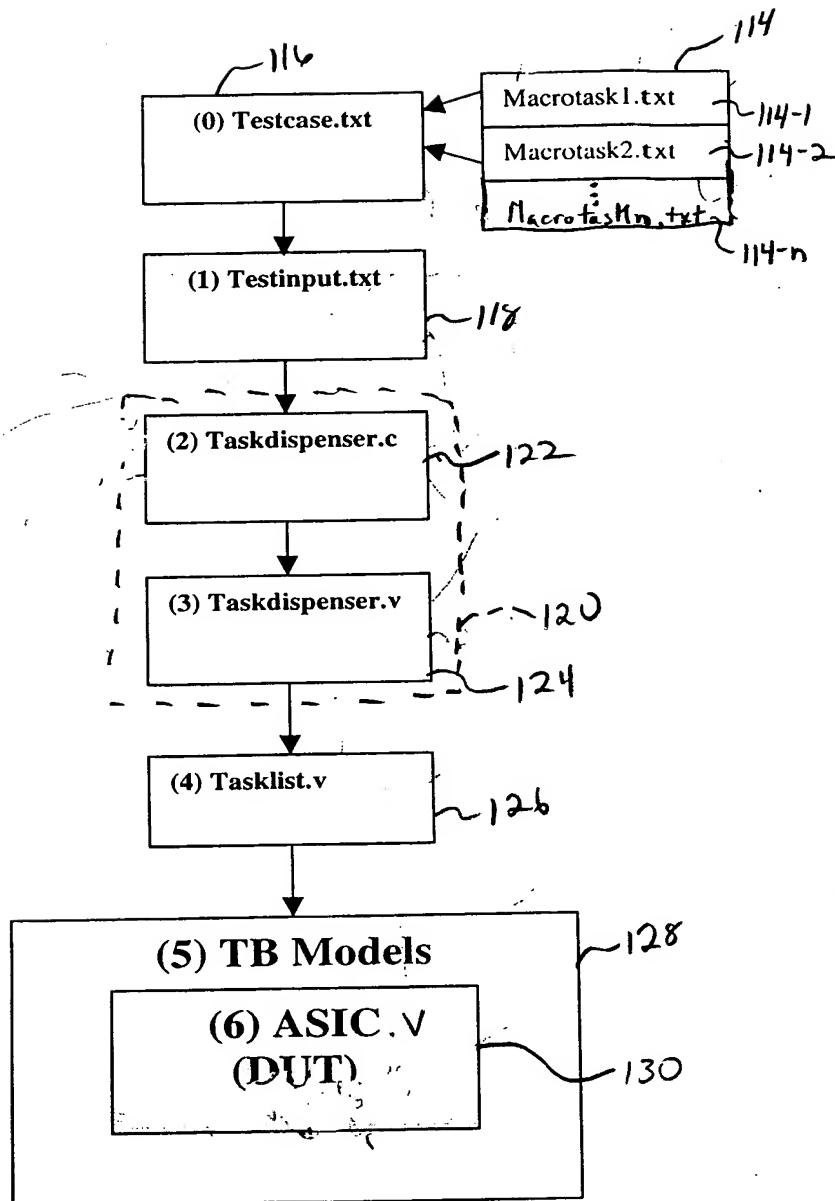 116
114
(0) Testcase.txt
Macrotask1.txt
114-1
Macrotask2.txt
114-2
Macrotaskn.txt
114-n
(1) Testinput.txt
118
(2) Taskdispenser.c
122
(3) Taskdispenser.v
120
124
(4) Tasklist.v
126
(5) TB Models
128
(6) ASIC.v
(DUT)
130